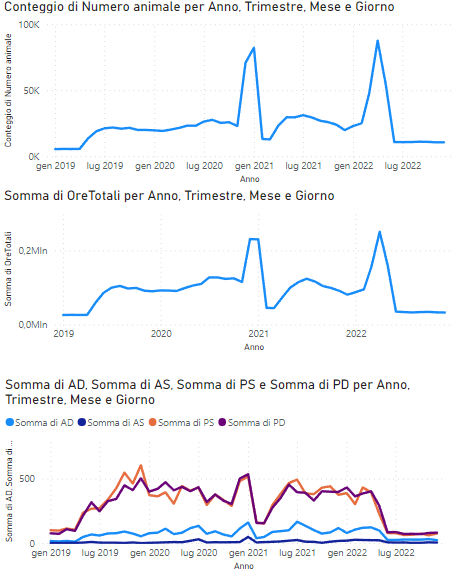 Conteggio di Numero animale per Anno, Trimestre, Mese e Giorno
100K
50K
0K
Conteggio di Numero animale
gen 2019 lug 2019 gen 2020 lug 2020 gen 2021 lug 2021 gen 2022 lug 2022
Anno
Somma di OreTotali per Anno, Trimestre, Mese e Giorno
0,2Mln
0,0Mln
Somma di OreTotali
2019 2020 2021 2022
Anno
Somma di AD, Somma di AS, Somma di PS e Somma di PD per Anno,
Trimestre, Mese e Giorno
Somma di AD Somma di AS Somma di PS Somma di PD
500
0
Somma di AD, Somma di ...
gen 2019 lug 2019 gen 2020 lug 2020 gen 2021 lug 2021 gen 2022 lug 2022
Anno